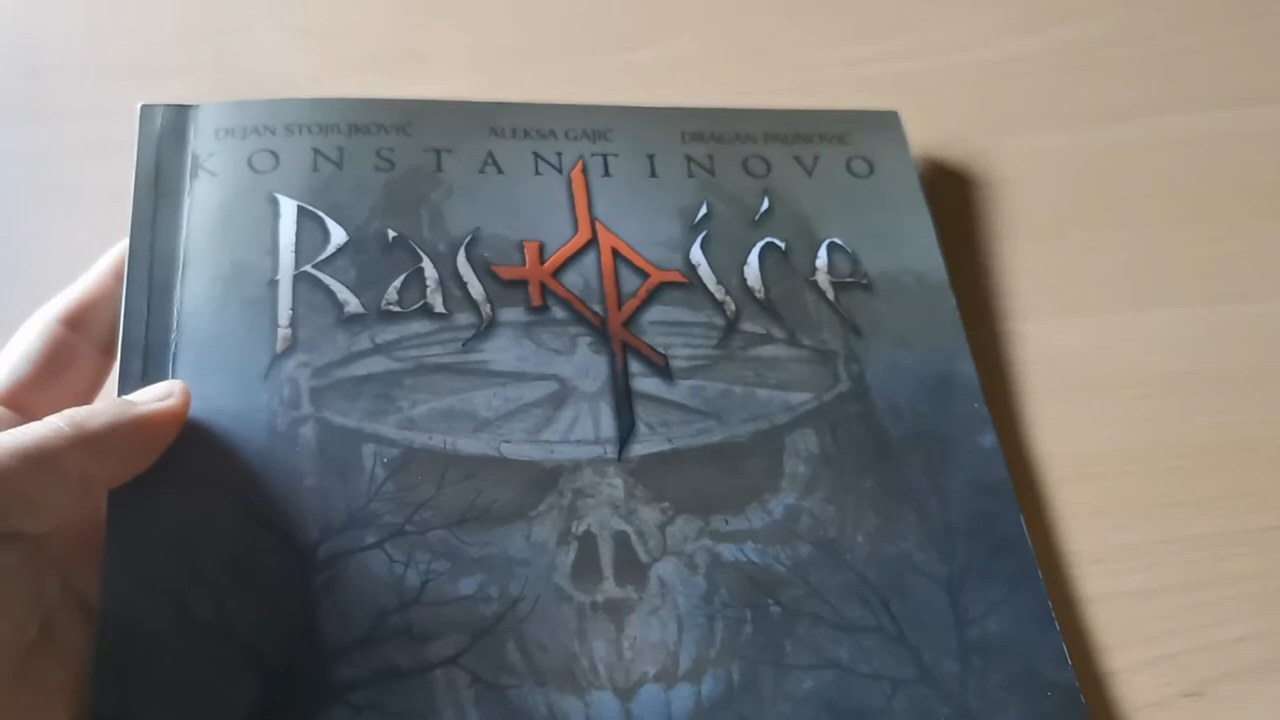 DEJAN STOJILJKOVIĆ ALEKSA GAJIĆ DRAGAN PAUNOVIĆ
KONSTANTINOVO
Raskršće